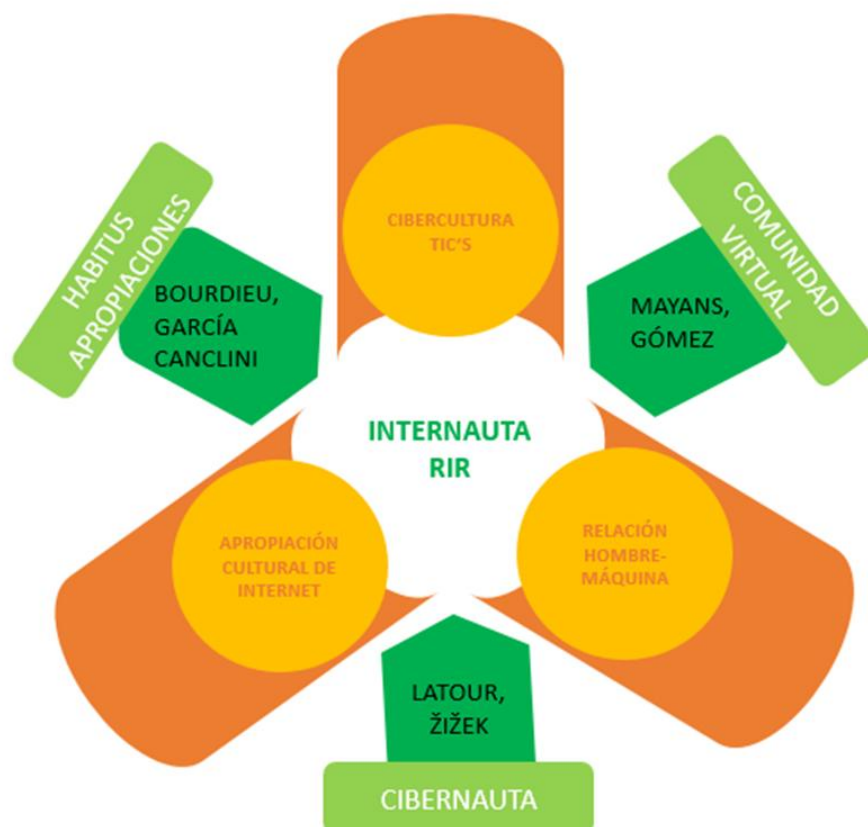 CIBERCULTURA
TIC'S
HABITUS
APROPIACIONES
BOURDIEU,
GARCÍA
CANCLINI
COMUNIDAD
VIRTUAL
MAYANS,
GÓMEZ
INTERNAUTA
RIR
APROPIACIÓN
CULTURAL DE
INTERNET
RELACIÓN
HOMBRE-
MÁQUINA
LATOUR,
ŽIŽEK
CIBERNAUTA